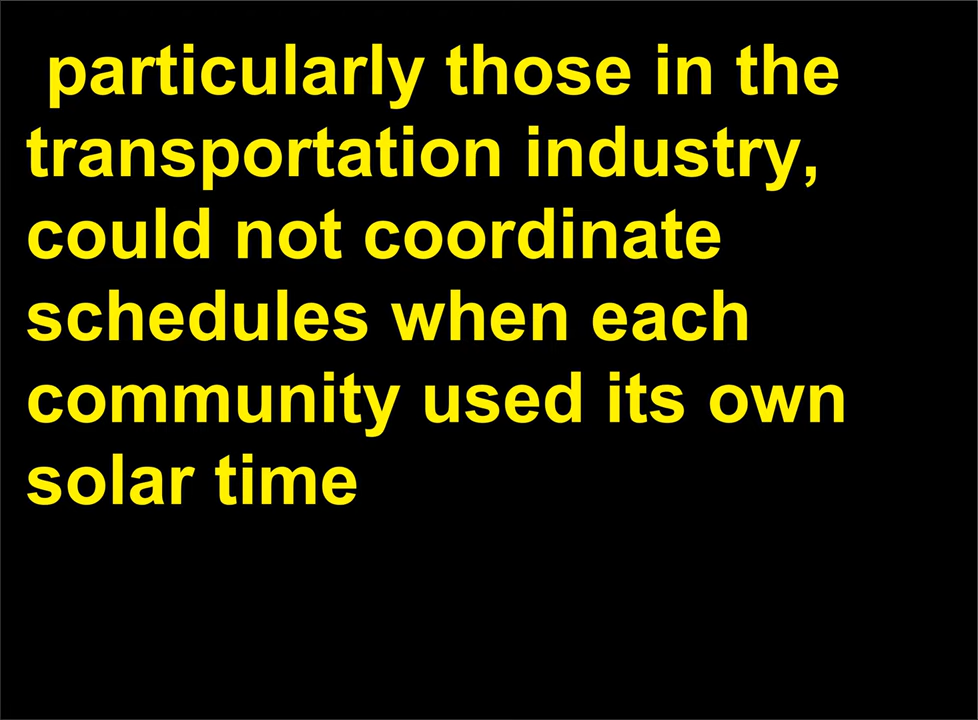 particularly those in the
transportation industry,
could not coordinate
schedules when each
community used its own
solar time